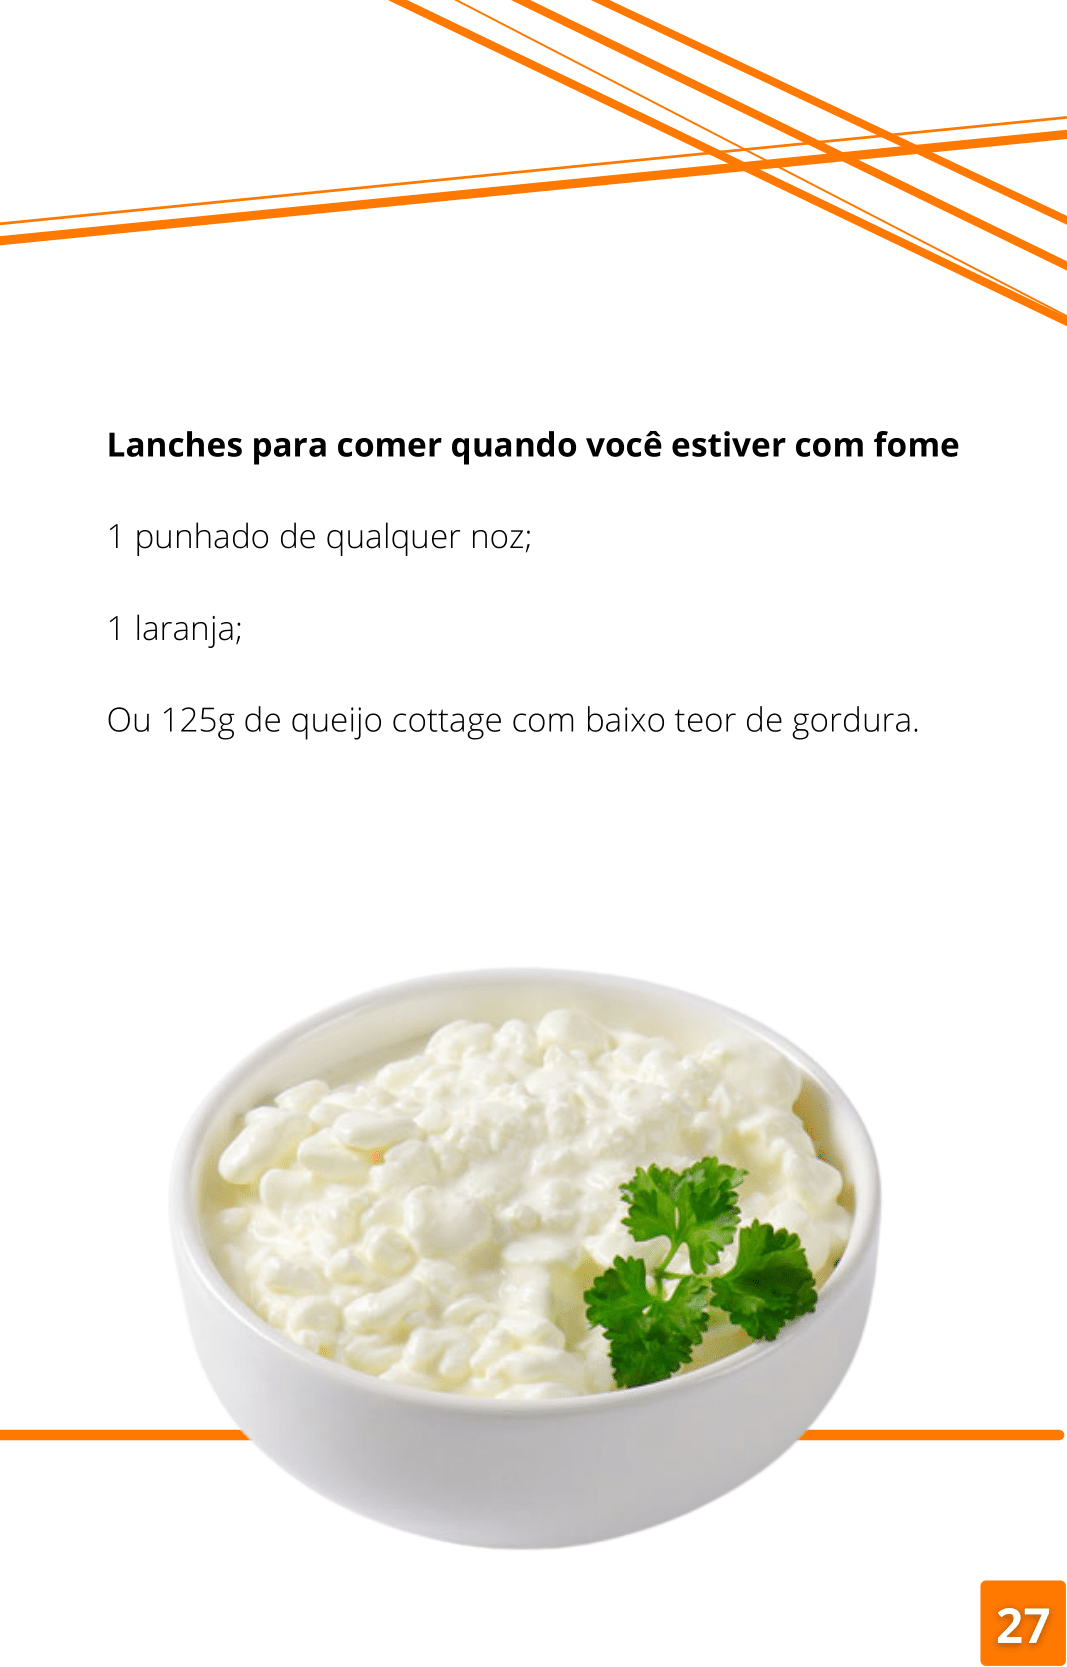 Lanches para comer quando você estiver com fome
1 punhado de qualquer noz;
1 laranja;
Ou 125g de queijo cottage com baixo teor de gordura.
27